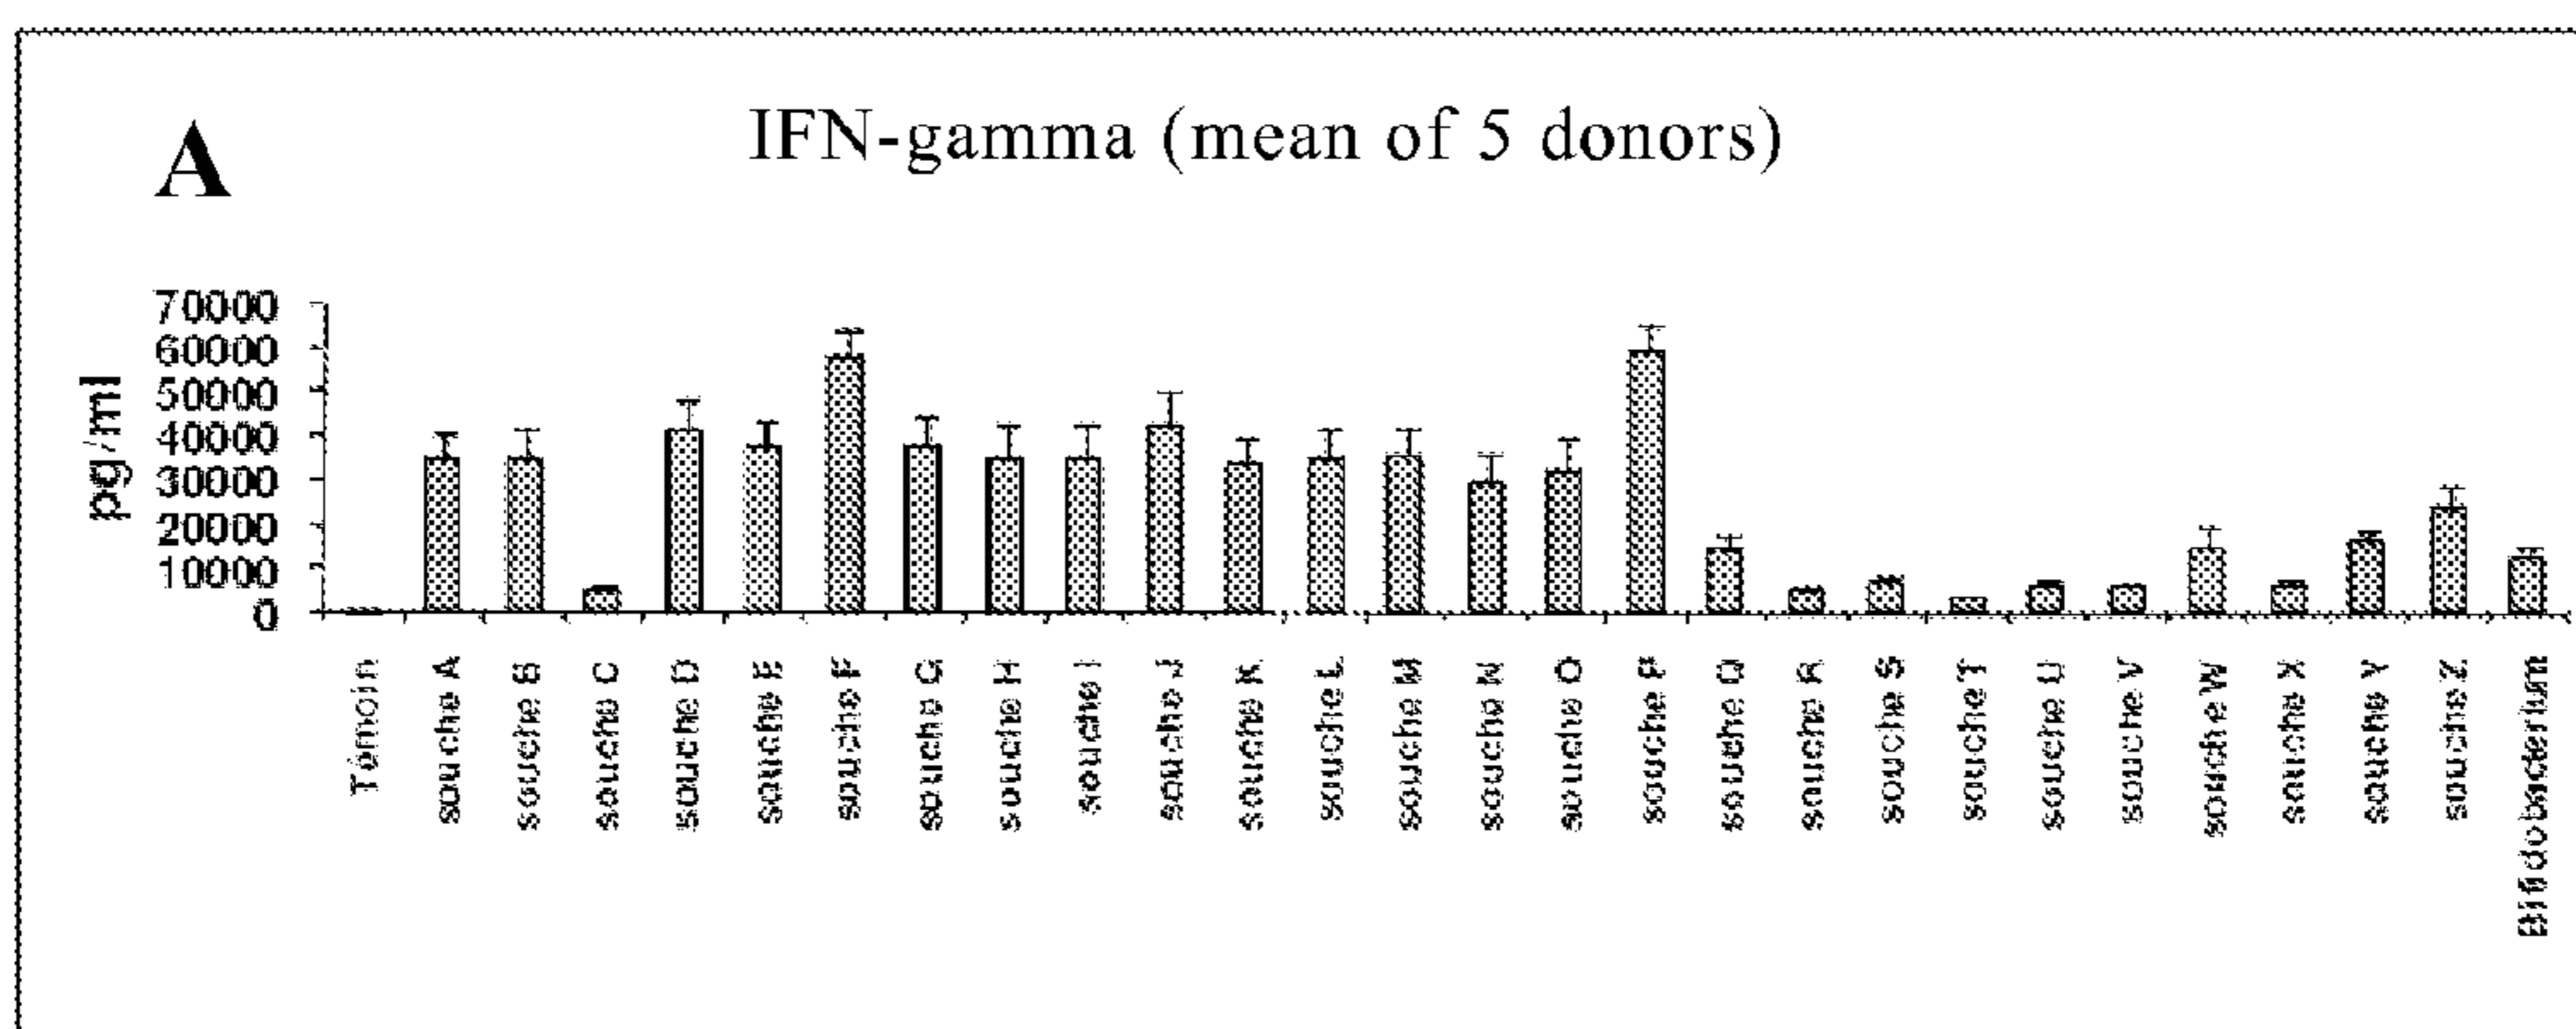 A
IFN-gamma (mean of 5 donors)
pg/ml
70000
60000
50000
40000
30000
20000
10000
0
Témoin
souche A
souche B
souche C
souche D
souche E
souche F
souche G
souche H
souche I
souche J
souche K
souche L
souche M
souche N
souche O
souche P
souche Q
souche R
souche S
souche T
souche U
souche V
souche W
souche X
souche Y
souche Z
Bifidobacterium